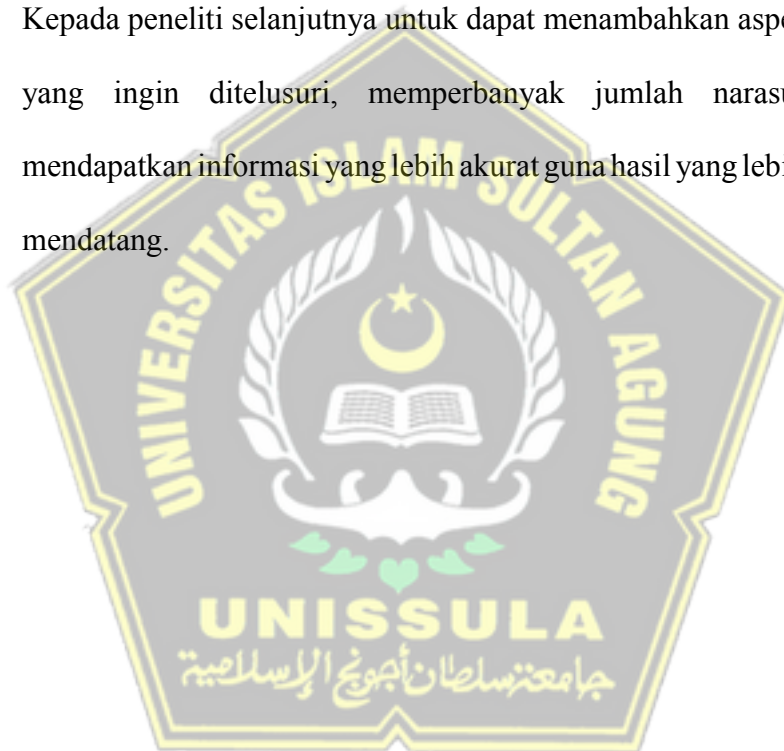 Kepada peneliti selanjutnya untuk dapat menambahkan aspe
yang ingin ditelusuri, memperbanyak jumlah narasu
mendapatkan informasi yang lebih akurat guna hasil yang lebi
mendatang.
UNIVERSITAS ISLAM SULTAN AGUNG
UNISSULA
جامعة سلطان أجونج الإسلامية